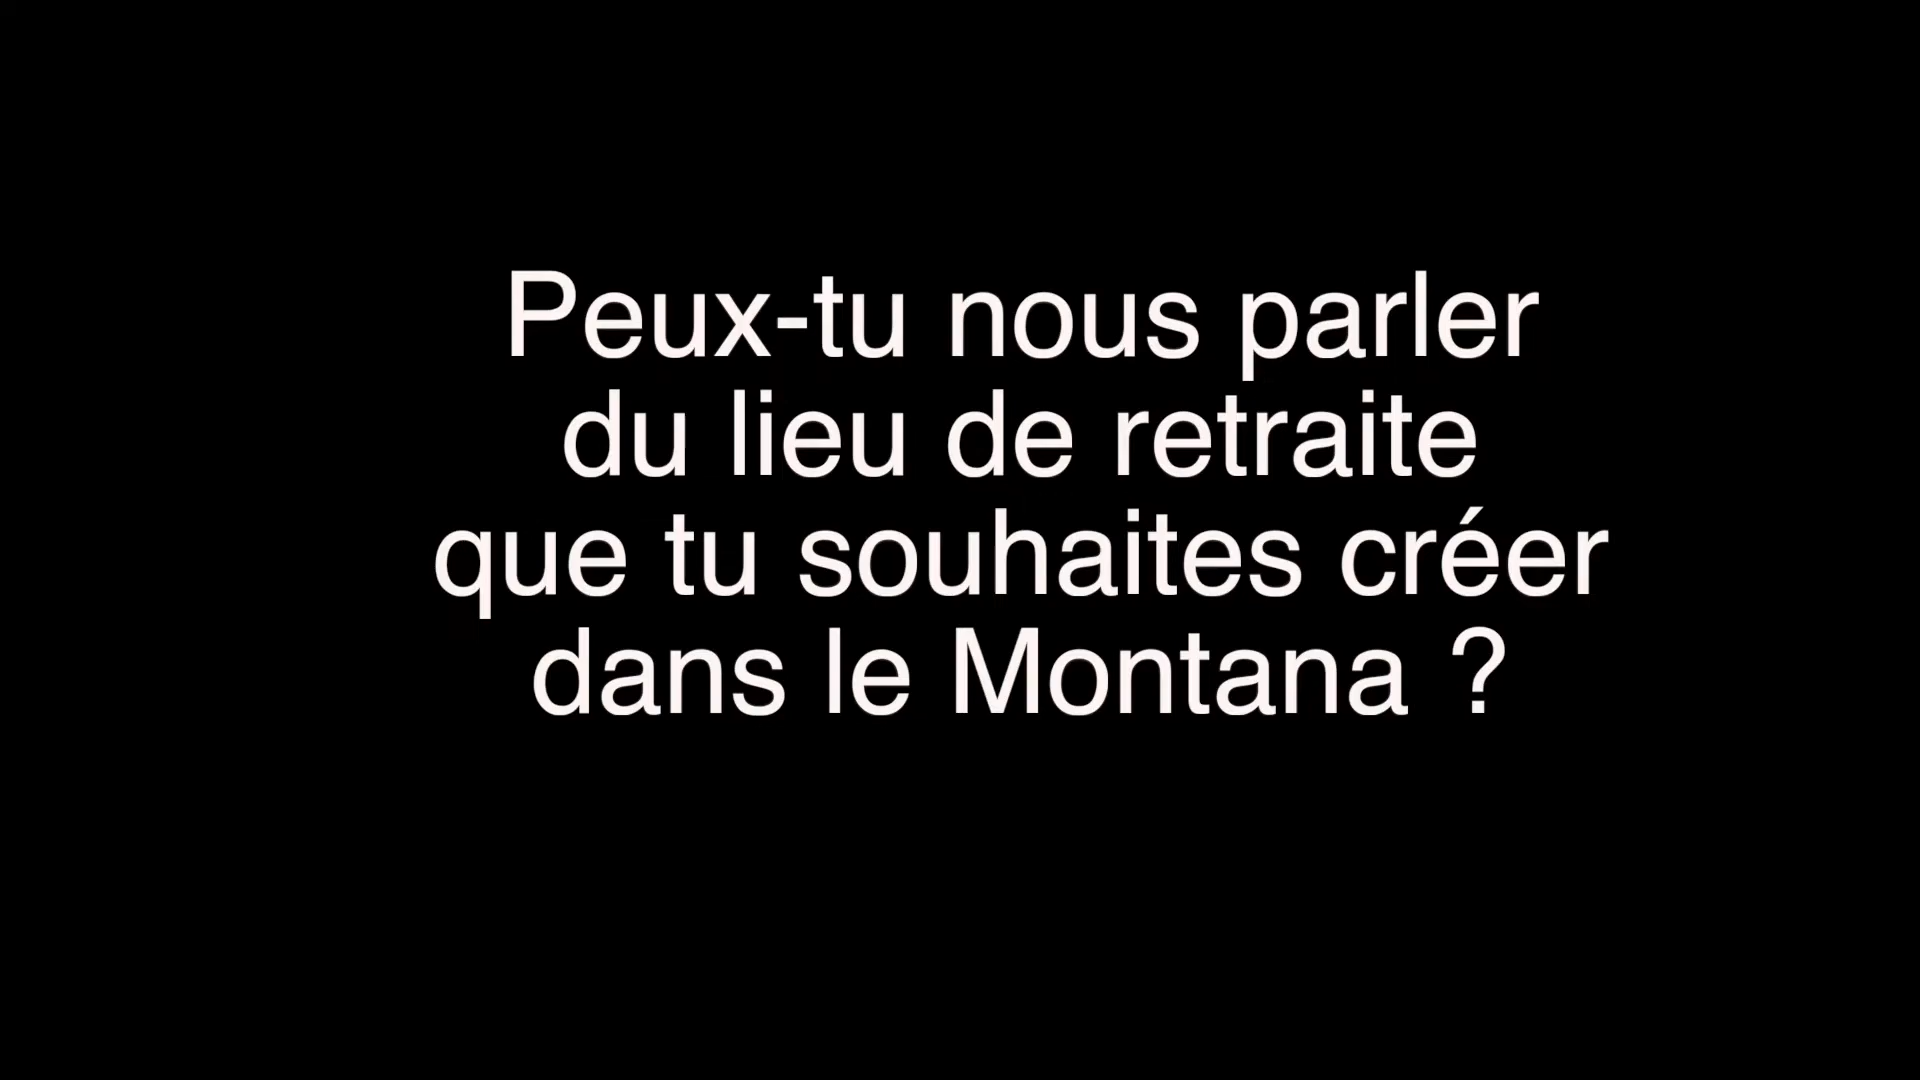 Peux-tu nous parler
du lieu de retraite
que tu souhaites créer
dans le Montana ?